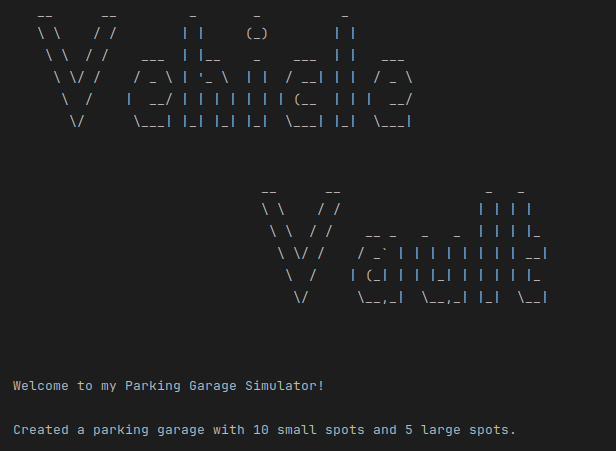 Vehicle
Vault
Welcome to my Parking Garage Simulator!
Created a parking garage with 10 small spots and 5 large spots.